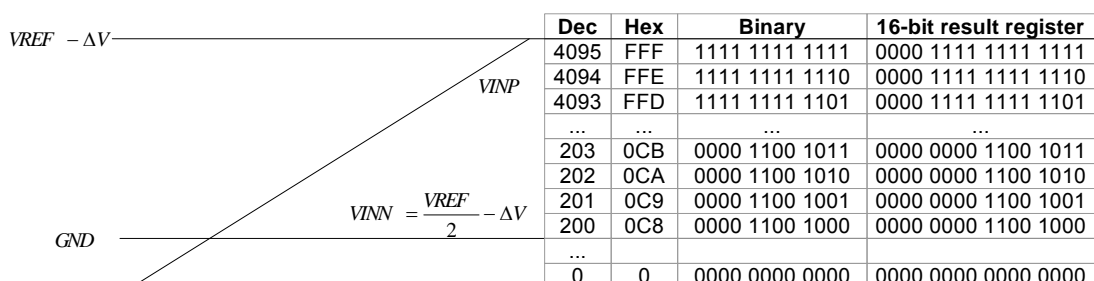 VREF − ΔV
VINP
VINN = VREF/2 − ΔV
GND
Dec Hex Binary 16-bit result register
4095 FFF 1111 1111 1111 0000 1111 1111 1111
4094 FFE 1111 1111 1110 0000 1111 1111 1110
4093 FFD 1111 1111 1101 0000 1111 1111 1101
... ... ... ...
203 0CB 0000 1100 1011 0000 0000 1100 1011
202 0CA 0000 1100 1010 0000 0000 1100 1010
201 0C9 0000 1100 1001 0000 0000 1100 1001
200 0C8 0000 1100 1000 0000 0000 1100 1000
...
0 0 0000 0000 0000 0000 0000 0000 0000